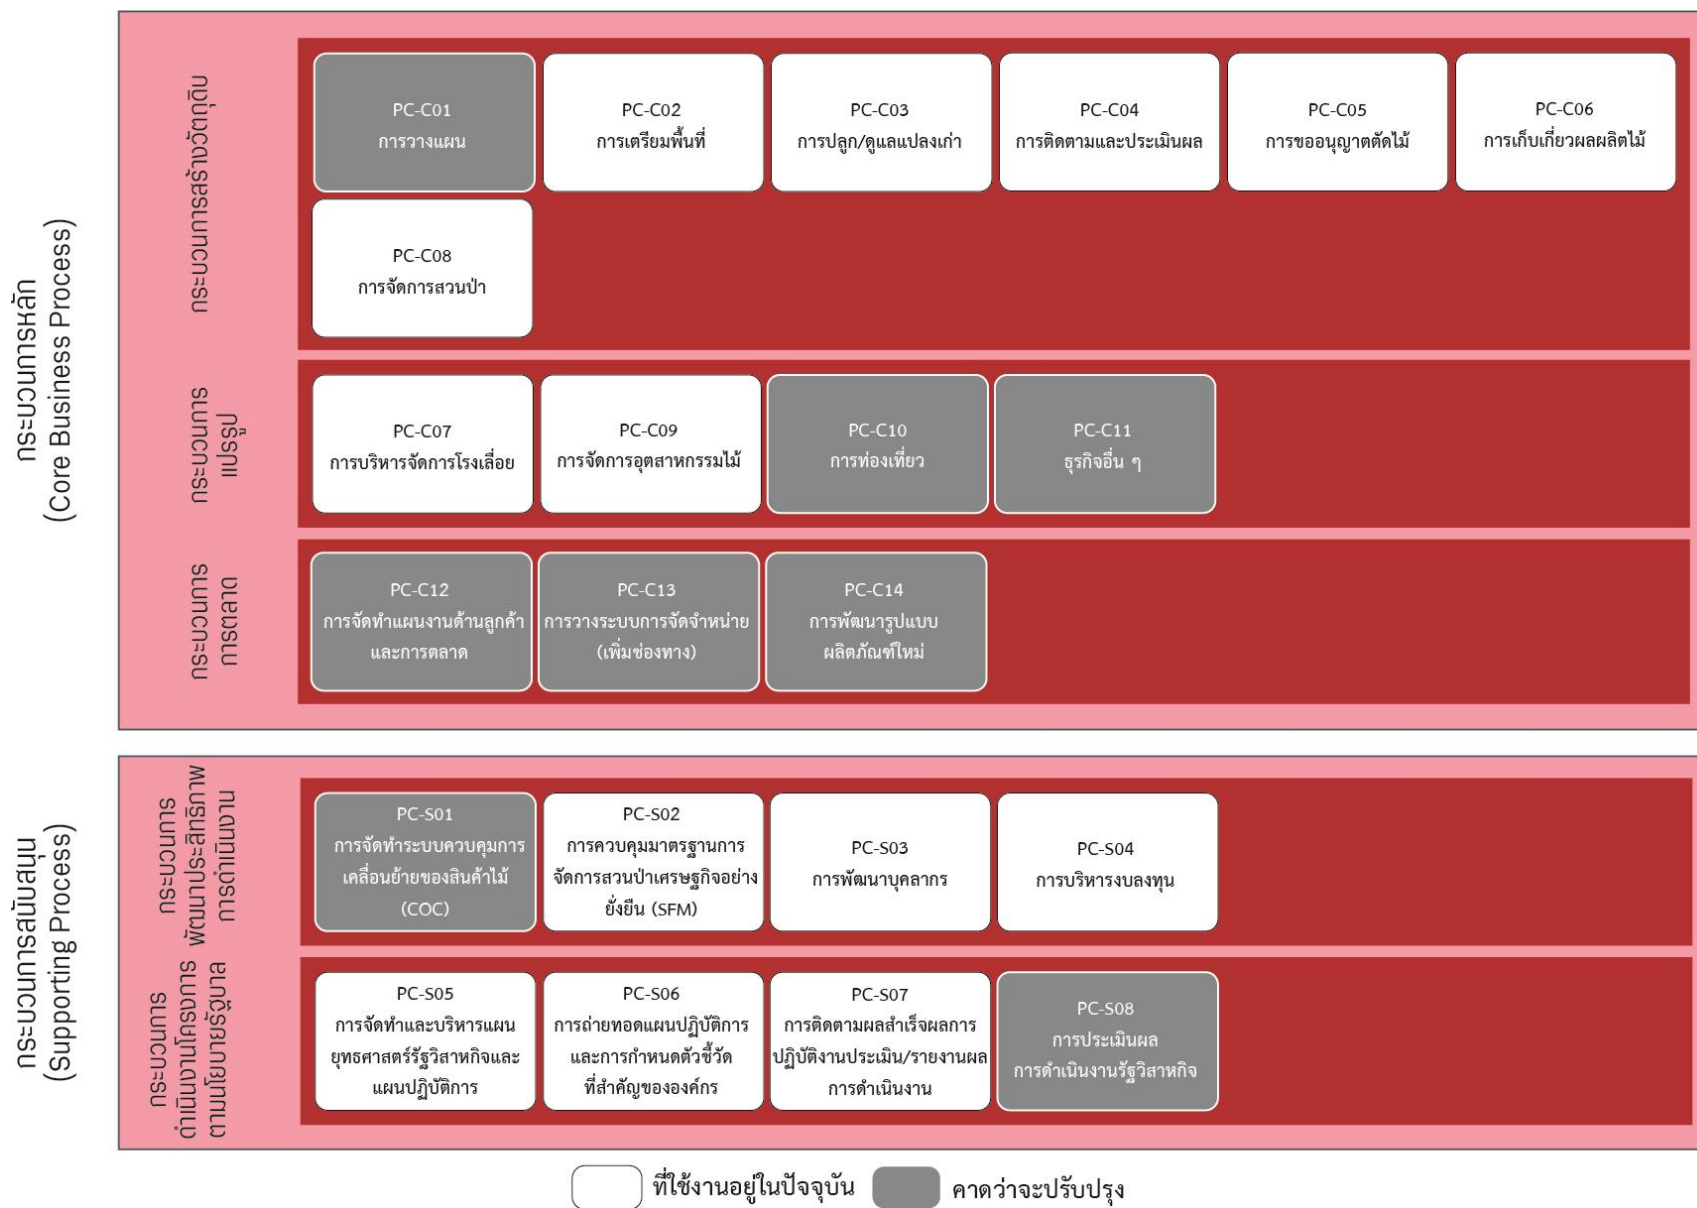 กระบวนการหลัก
(Core Business Process)
กระบวนการสร้างวัตถุดิบ
PC-C01
การวางแผน
PC-C02
การเตรียมพื้นที่
PC-C03
การปลูก/ดูแลแปลงเก่า
PC-C04
การติดตามและประเมินผล
PC-C05
การขออนุญาตตัดไม้
PC-C06
การเก็บเกี่ยวผลผลิตไม้
PC-C08
การจัดการสวนป่า
กระบวนการ
แปรรูป
PC-C07
การบริหารจัดการโรงเลื่อย
PC-C09
การจัดการอุตสาหกรรมไม้
PC-C10
การท่องเที่ยว
PC-C11
ธุรกิจอื่น ๆ
กระบวนการ
การตลาด
PC-C12
การจัดทำแผนงานด้านลูกค้า
และการตลาด
PC-C13
การวางระบบการจัดจำหน่าย
(เพิ่มช่องทาง)
PC-C14
การพัฒนารูปแบบ
ผลิตภัณฑ์ใหม่
กระบวนการสนับสนุน
(Supporting Process)
กระบวนการ
พัฒนาประสิทธิภาพ
การดำเนินงาน
PC-S01
การจัดทำระบบควบคุมการ
เคลื่อนย้ายของสินค้าไม้
(COC)
PC-S02
การควบคุมมาตรฐานการ
จัดการสวนป่าเศรษฐกิจอย่าง
ยั่งยืน (SFM)
PC-S03
การพัฒนาบุคลากร
PC-S04
การบริหารงบลงทุน
กระบวนการ
ดำเนินงานโครงการ
ตามนโยบายรัฐบาล
PC-S05
การจัดทำและบริหารแผน
ยุทธศาสตร์รัฐวิสาหกิจและ
แผนปฏิบัติการ
PC-S06
การถ่ายทอดแผนปฏิบัติการ
และการกำหนดตัวชี้วัด
ที่สำคัญขององค์กร
PC-S07
การติดตามผลสำเร็จผลการ
ปฏิบัติงานประเมิน/รายงานผล
การดำเนินงาน
PC-S08
การประเมินผล
การดำเนินงานรัฐวิสาหกิจ
ที่ใช้งานอยู่ในปัจจุบัน
คาดว่าจะปรับปรุง